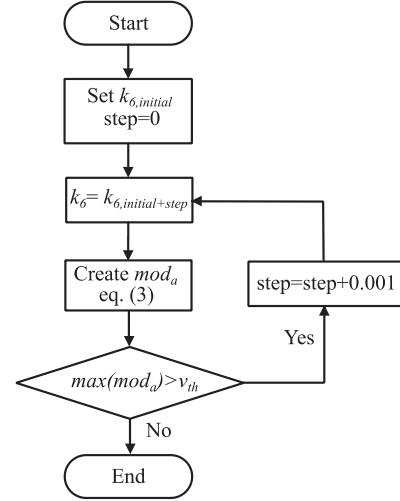 Start
Set k6,initial
step=0
k6= k6,initial+step
Create moda
eq. (3)
step=step+0.001
Yes
max(moda)>vth
No
End